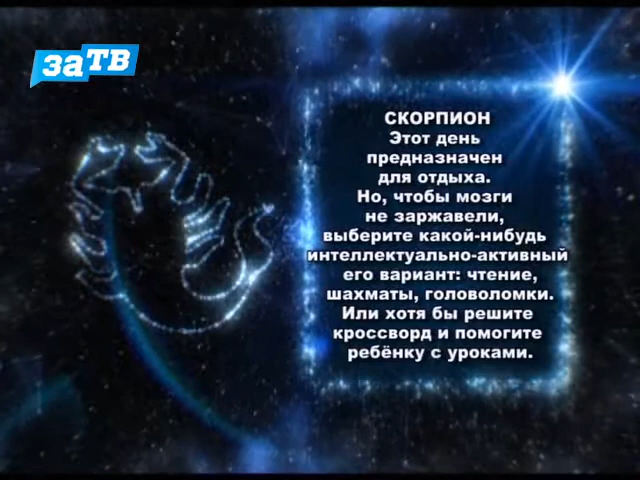 заТВ
СКОРПИОН
Этот день
предназначен
для отдыха.
Но, чтобы мозги
не заржавели,
выберите какой-нибудь
интеллектуально-активный
его вариант: чтение,
шахматы, головоломки.
Или хотя бы решите
кроссворд и помогите
ребёнку с уроками.